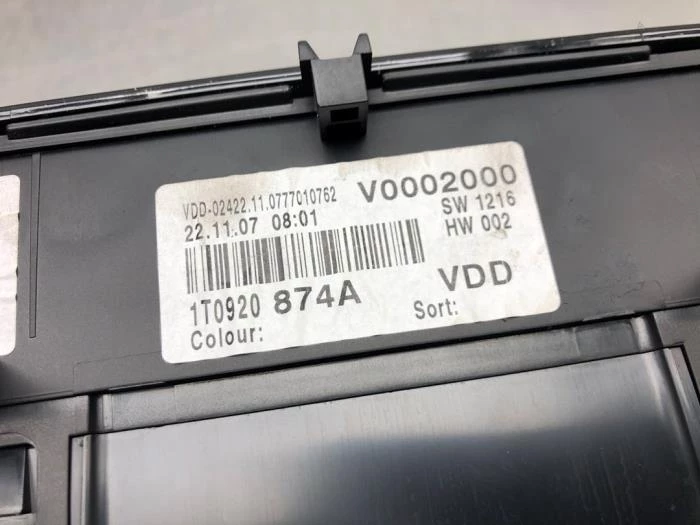 VDD-02422.11.0777010762 V0002000
22.11.07 08:01 SW 1216
HW 002
1T0920 874A VDD
Colour: Sort: